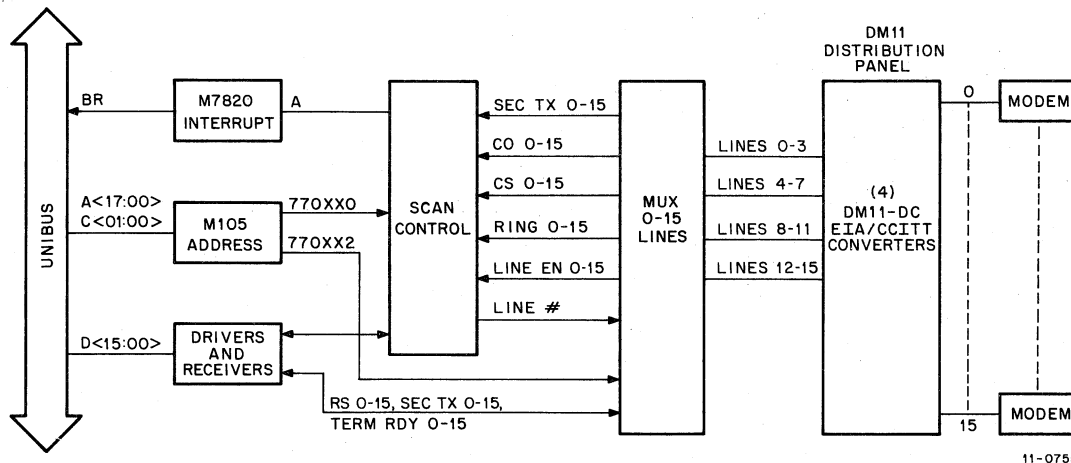 UNIBUS
BR
M7820
INTERRUPT
A
A<17:00>
C<01:00>
M105
ADDRESS
770XX0
770XX2
D<15:00>
DRIVERS
AND
RECEIVERS
RS 0-15, SEC TX 0-15,
TERM RDY 0-15
SCAN
CONTROL
SEC TX 0-15
CO 0-15
CS 0-15
RING 0-15
LINE EN 0-15
LINE #
MUX
0-15
LINES
LINES 0-3
LINES 4-7
LINES 8-11
LINES 12-15
DM11
DISTRIBUTION
PANEL
(4)
DM11-DC
EIA/CCITT
CONVERTERS
0
MODEM
15
MODEM
11-075